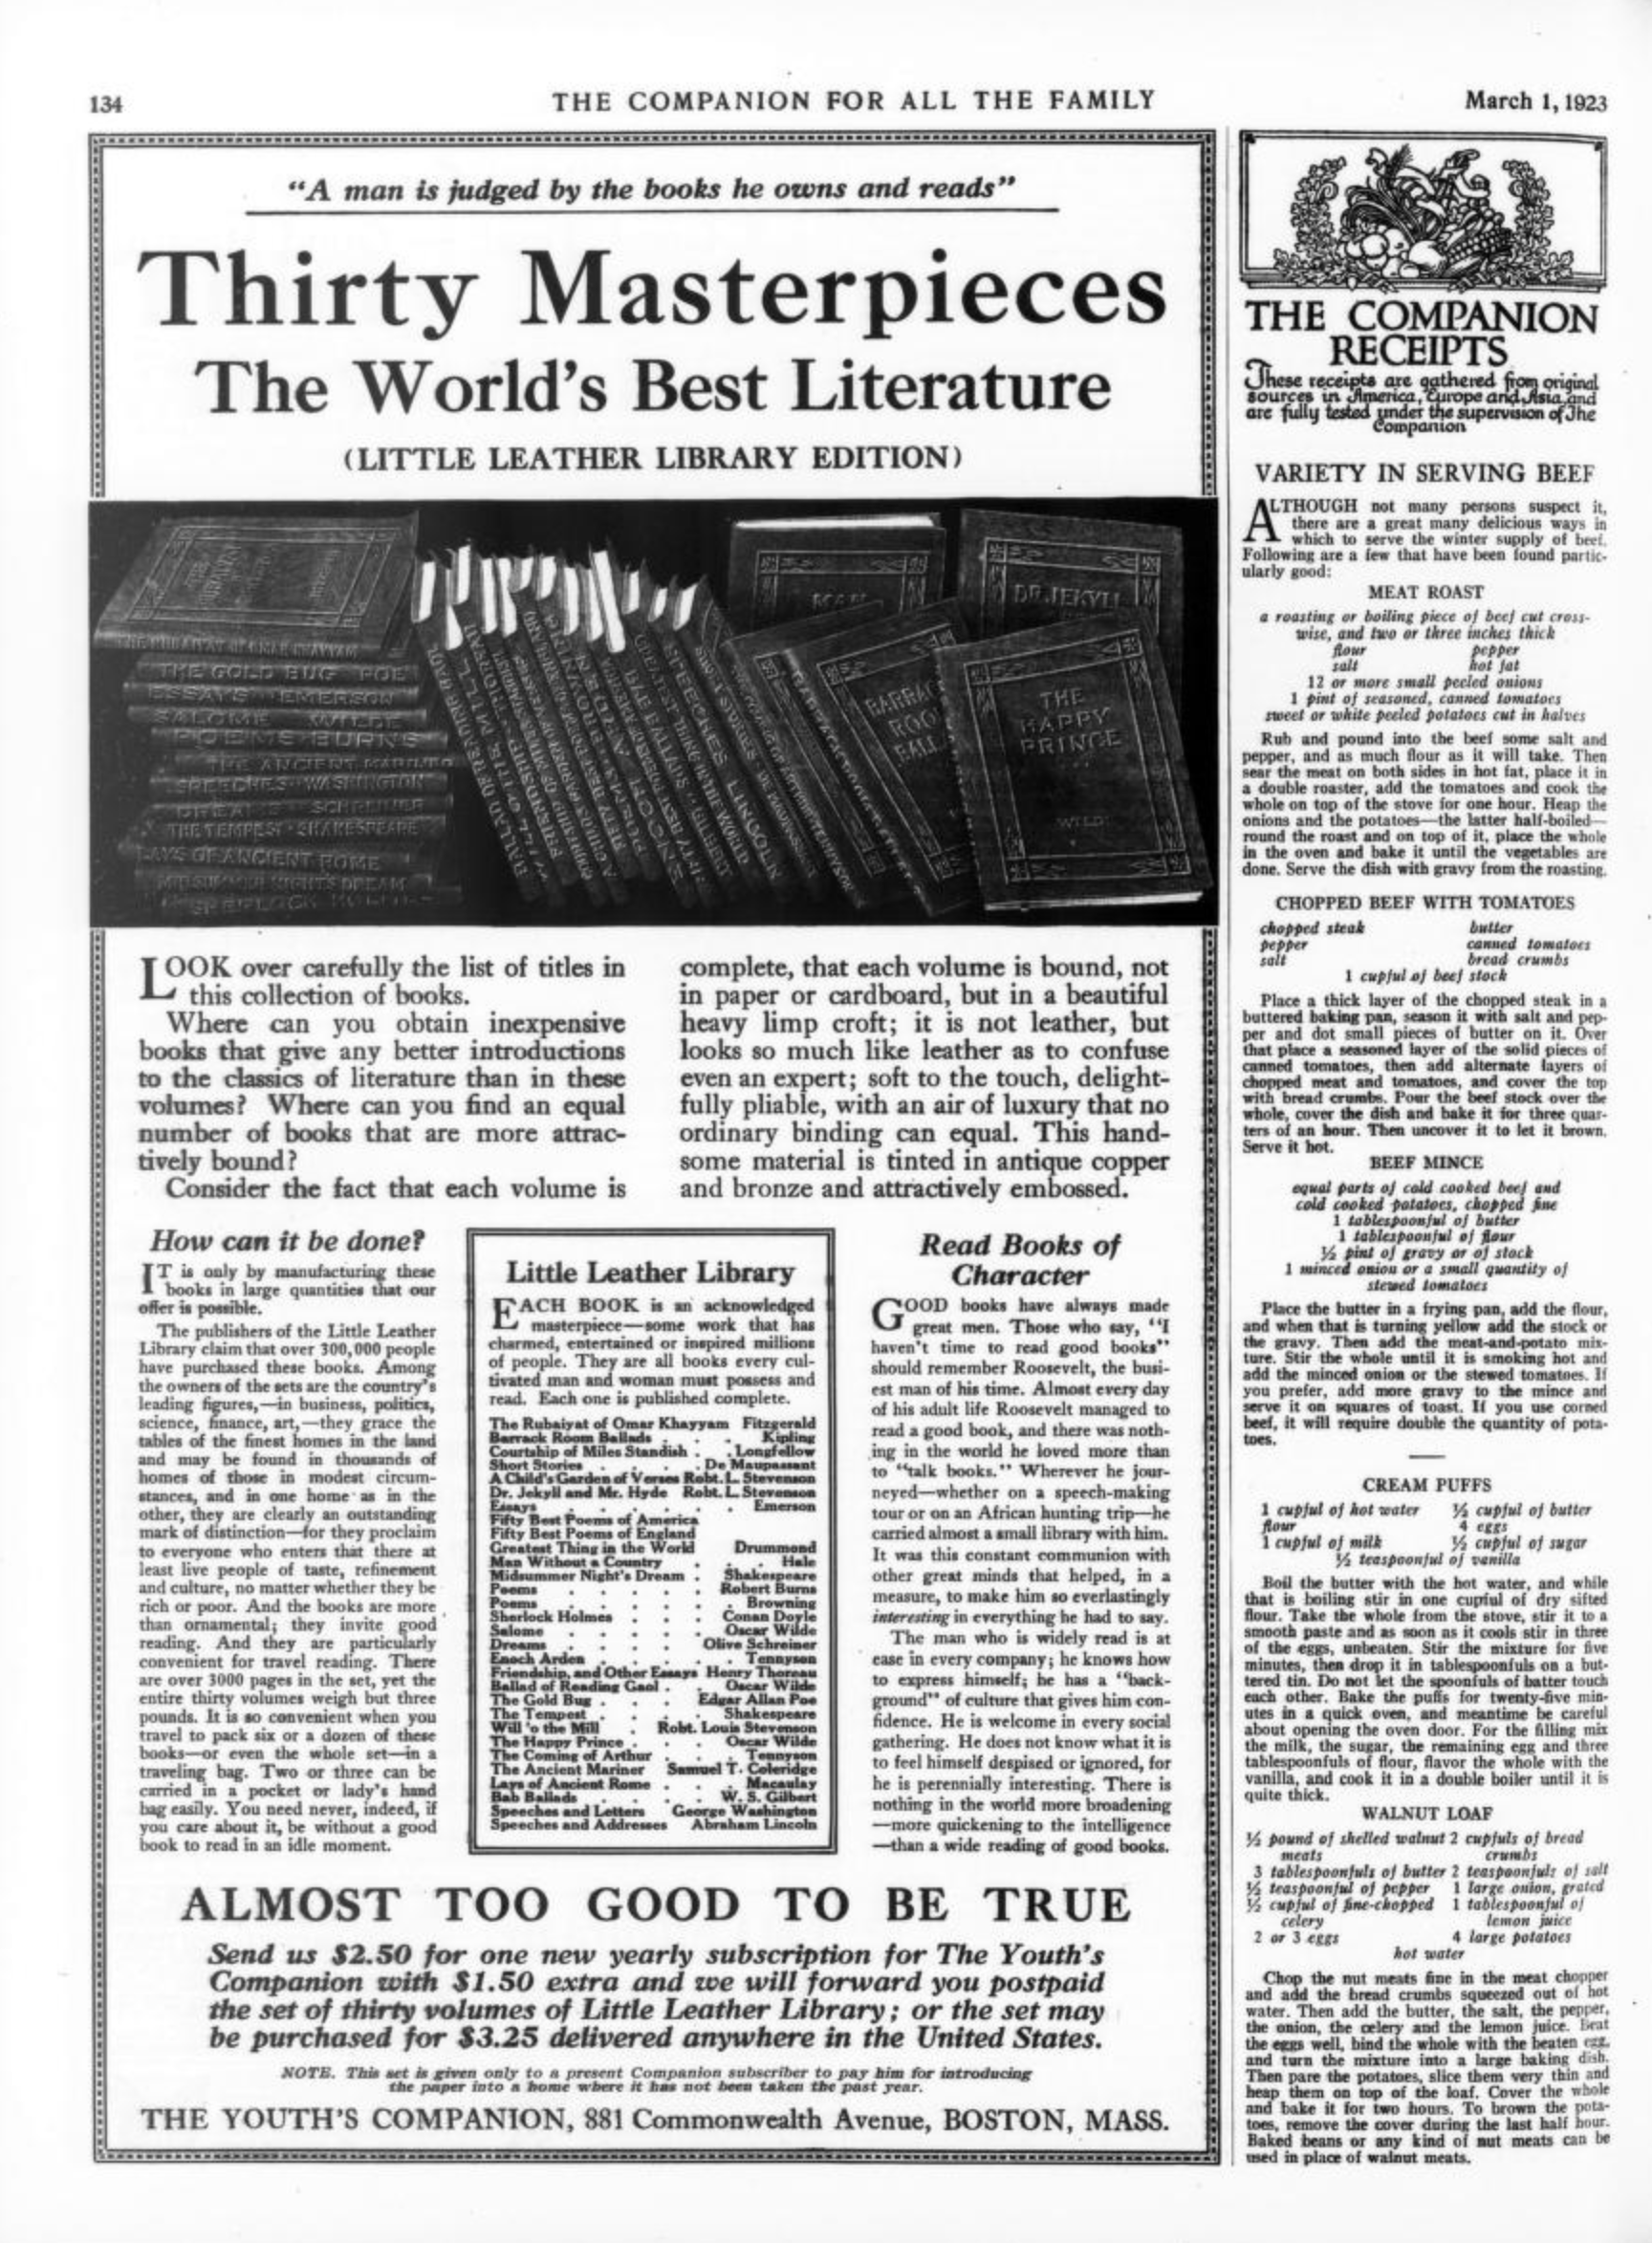 134
THE COMPANION FOR ALL THE FAMILY
March 1, 1923
"A man is judged by the books he owns and reads"
Thirty Masterpieces
The World's Best Literature
(LITTLE LEATHER LIBRARY EDITION)
THE GOLD BUG POE
ESSAYS EMERSON
SALOME WILDE
POEMS BURNS
THE ANCIENT MARINER
SPEECHES WASHINGTON
DREAMS SCHREINER
THE TEMPEST · SHAKESPEARE
LAYS OF ANCIENT ROME
MIDSUMMER NIGHT'S DREAM
SHERLOCK HOLMES
DR. JEKYLL
BARRACK
ROOM
BALL
THE
HAPPY
PRINCE
WILDE
LOOK over carefully the list of titles in
this collection of books.
Where can you obtain inexpensive
books that give any better introductions
to the classics of literature than in these
volumes? Where can you find an equal
number of books that are more attrac-
tively bound?
Consider the fact that each volume is
complete, that each volume is bound, not
in paper or cardboard, but in a beautiful
heavy limp croft; it is not leather, but
looks so much like leather as to confuse
even an expert; soft to the touch, delight-
fully pliable, with an air of luxury that no
ordinary binding can equal. This hand-
some material is tinted in antique copper
and bronze and attractively embossed.
How can it be done?
IT is only by manufacturing these
books in large quantities that our
offer is possible.
The publishers of the Little Leather
Library claim that over 300,000 people
have purchased these books. Among
the owners of the sets are the country's
leading figures,—in business, politics,
science, finance, art,—they grace the
tables of the finest homes in the land
and may be found in thousands of
homes of those in modest circum-
stances, and in one home as in the
other, they are clearly an outstanding
mark of distinction—for they proclaim
to everyone who enters that there at
least live people of taste, refinement
and culture, no matter whether they be
rich or poor. And the books are more
than ornamental; they invite good
reading. And they are particularly
convenient for travel reading. There
are over 3000 pages in the set, yet the
entire thirty volumes weigh but three
pounds. It is so convenient when you
travel to pack six or a dozen of these
books—or even the whole set—in a
traveling bag. Two or three can be
carried in a pocket or lady's hand
bag easily. You need never, indeed, if
you care about it, be without a good
book to read in an idle moment.
Little Leather Library
EACH BOOK is an acknowledged
masterpiece—some work that has
charmed, entertained or inspired millions
of people. They are all books every cul-
tivated man and woman must possess and
read. Each one is published complete.
The Rubaiyat of Omar Khayyam Fitzgerald
Barrack Room Ballads . . . Kipling
Courtship of Miles Standish . . Longfellow
Short Stories . . . . De Maupassant
A Child's Garden of Verses Robt. L. Stevenson
Dr. Jekyll and Mr. Hyde Robt. L. Stevenson
Essays . . . . . . Emerson
Fifty Best Poems of America
Fifty Best Poems of England
Greatest Thing in the World Drummond
Man Without a Country . . . Hale
Midsummer Night's Dream . Shakespeare
Poems . . . . . Robert Burns
Poems . . . . . . Browning
Sherlock Holmes . . . Conan Doyle
Salome . . . . . Oscar Wilde
Dreams . . . . Olive Schreiner
Enoch Arden . . . . . Tennyson
Friendship, and Other Essays Henry Thoreau
Ballad of Reading Gaol . . Oscar Wilde
The Gold Bug . . . Edgar Allan Poe
The Tempest . . . . Shakespeare
Will 'o the Mill . Robt. Louis Stevenson
The Happy Prince . . . Oscar Wilde
The Coming of Arthur . . . Tennyson
The Ancient Mariner Samuel T. Coleridge
Lays of Ancient Rome . . . Macaulay
Bab Ballads . . . . W. S. Gilbert
Speeches and Letters George Washington
Speeches and Addresses Abraham Lincoln
Read Books of
Character
GOOD books have always made
great men. Those who say, "I
haven't time to read good books"
should remember Roosevelt, the busi-
est man of his time. Almost every day
of his adult life Roosevelt managed to
read a good book, and there was noth-
ing in the world he loved more than
to "talk books." Wherever he jour-
neyed—whether on a speech-making
tour or on an African hunting trip—he
carried almost a small library with him.
It was this constant communion with
other great minds that helped, in a
measure, to make him so everlastingly
interesting in everything he had to say.
The man who is widely read is at
ease in every company; he knows how
to express himself; he has a "back-
ground" of culture that gives him con-
fidence. He is welcome in every social
gathering. He does not know what it is
to feel himself despised or ignored, for
he is perennially interesting. There is
nothing in the world more broadening
—more quickening to the intelligence
—than a wide reading of good books.
ALMOST TOO GOOD TO BE TRUE
Send us $2.50 for one new yearly subscription for The Youth's
Companion with $1.50 extra and we will forward you postpaid
the set of thirty volumes of Little Leather Library; or the set may
be purchased for $3.25 delivered anywhere in the United States.
NOTE. This set is given only to a present Companion subscriber to pay him for introducing
the paper into a home where it has not been taken the past year.
THE YOUTH'S COMPANION, 881 Commonwealth Avenue, BOSTON, MASS.
THE COMPANION
RECEIPTS
These receipts are gathered from original
sources in America, Europe and Asia, and
are fully tested under the supervision of The
Companion
VARIETY IN SERVING BEEF
ALTHOUGH not many persons suspect it,
there are a great many delicious ways in
which to serve the winter supply of beef.
Following are a few that have been found partic-
ularly good:
MEAT ROAST
a roasting or boiling piece of beef cut cross-
wise, and two or three inches thick
flour pepper
salt hot fat
12 or more small peeled onions
1 pint of seasoned, canned tomatoes
sweet or white peeled potatoes cut in halves
Rub and pound into the beef some salt and
pepper, and as much flour as it will take. Then
sear the meat on both sides in hot fat, place it in
a double roaster, add the tomatoes and cook the
whole on top of the stove for one hour. Heap the
onions and the potatoes—the latter half-boiled—
round the roast and on top of it, place the whole
in the oven and bake it until the vegetables are
done. Serve the dish with gravy from the roasting.
CHOPPED BEEF WITH TOMATOES
chopped steak butter
pepper canned tomatoes
salt bread crumbs
1 cupful of beef stock
Place a thick layer of the chopped steak in a
buttered baking pan, season it with salt and pep-
per and dot small pieces of butter on it. Over
that place a seasoned layer of the solid pieces of
canned tomatoes, then add alternate layers of
chopped meat and tomatoes, and cover the top
with bread crumbs. Pour the beef stock over the
whole, cover the dish and bake it for three quar-
ters of an hour. Then uncover it to let it brown.
Serve it hot.
BEEF MINCE
equal parts of cold cooked beef and
cold cooked potatoes, chopped fine
1 tablespoonful of butter
1 tablespoonful of flour
½ pint of gravy or of stock
1 minced onion or a small quantity of
stewed tomatoes
Place the butter in a frying pan, add the flour,
and when that is turning yellow add the stock or
the gravy. Then add the meat-and-potato mix-
ture. Stir the whole until it is smoking hot and
add the minced onion or the stewed tomatoes. If
you prefer, add more gravy to the mince and
serve it on squares of toast. If you use corned
beef, it will require double the quantity of pota-
toes.
CREAM PUFFS
1 cupful of hot water ½ cupful of butter
flour 4 eggs
1 cupful of milk ½ cupful of sugar
½ teaspoonful of vanilla
Boil the butter with the hot water, and while
that is boiling stir in one cupful of dry sifted
flour. Take the whole from the stove, stir it to a
smooth paste and as soon as it cools stir in three
of the eggs, unbeaten. Stir the mixture for five
minutes, then drop it in tablespoonfuls on a but-
tered tin. Do not let the spoonfuls of batter touch
each other. Bake the puffs for twenty-five min-
utes in a quick oven, and meantime be careful
about opening the oven door. For the filling mix
the milk, the sugar, the remaining egg and three
tablespoonfuls of flour, flavor the whole with the
vanilla, and cook it in a double boiler until it is
quite thick.
WALNUT LOAF
½ pound of shelled walnut 2 cupfuls of bread
meats crumbs
3 tablespoonfuls of butter 2 teaspoonfuls of salt
½ teaspoonful of pepper 1 large onion, grated
½ cupful of fine-chopped 1 tablespoonful of
celery lemon juice
2 or 3 eggs 4 large potatoes
hot water
Chop the nut meats fine in the meat chopper
and add the bread crumbs squeezed out of hot
water. Then add the butter, the salt, the pepper,
the onion, the celery and the lemon juice. Beat
the eggs well, bind the whole with the beaten egg,
and turn the mixture into a large baking dish.
Then pare the potatoes, slice them very thin and
heap them on top of the loaf. Cover the whole
and bake it for two hours. To brown the pota-
toes, remove the cover during the last half hour.
Baked beans or any kind of nut meats can be
used in place of walnut meats.